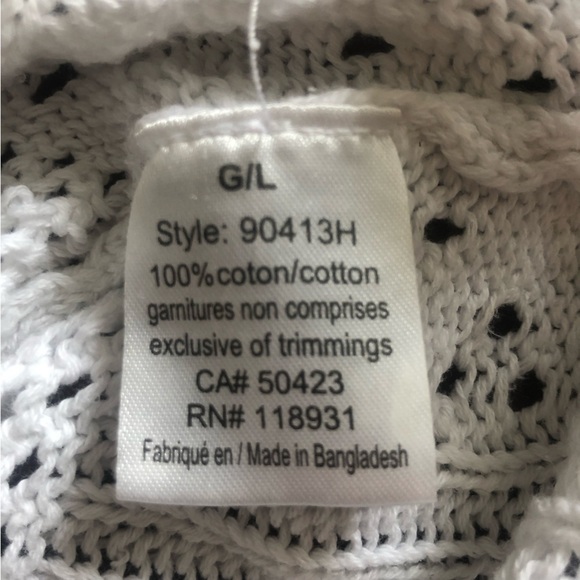 G/L
Style: 90413H
100%coton/cotton
garnitures non comprises
exclusive of trimmings
CA# 50423
RN# 118931
Fabriqué en / Made in Bangladesh